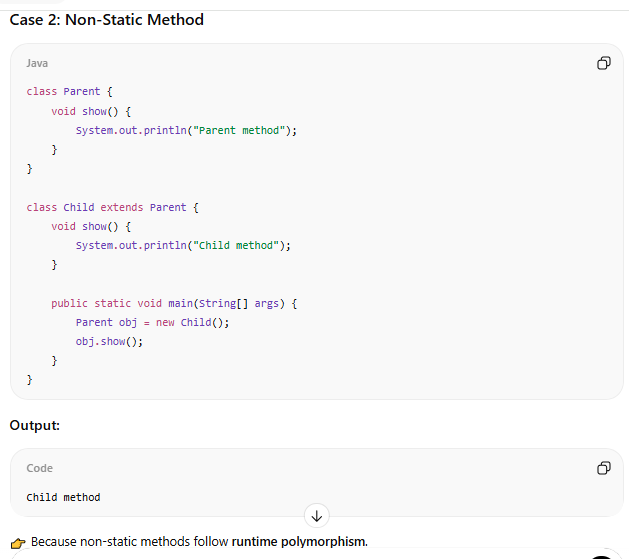 Case 2: Non-Static Method
Java
class Parent {
    void show() {
        System.out.println("Parent method");
    }
}

class Child extends Parent {
    void show() {
        System.out.println("Child method");
    }

    public static void main(String[] args) {
        Parent obj = new Child();
        obj.show();
    }
}
Output:
Code
Child method
👉 Because non-static methods follow runtime polymorphism.